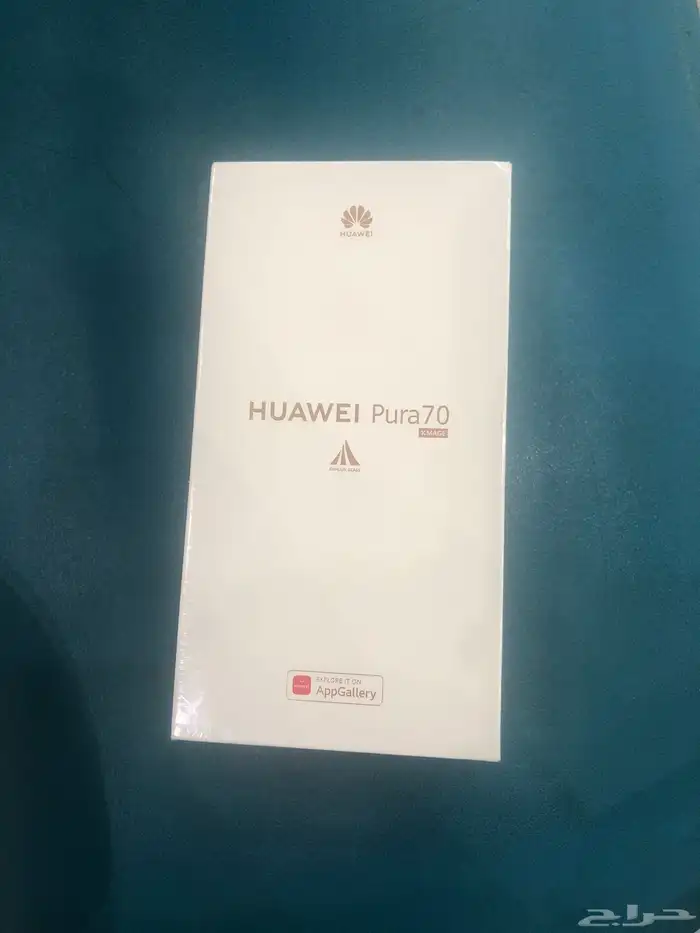 HUAWEI
HUAWEI Pura70
XMAGE
EXPLORE IT ON
AppGallery
حراج